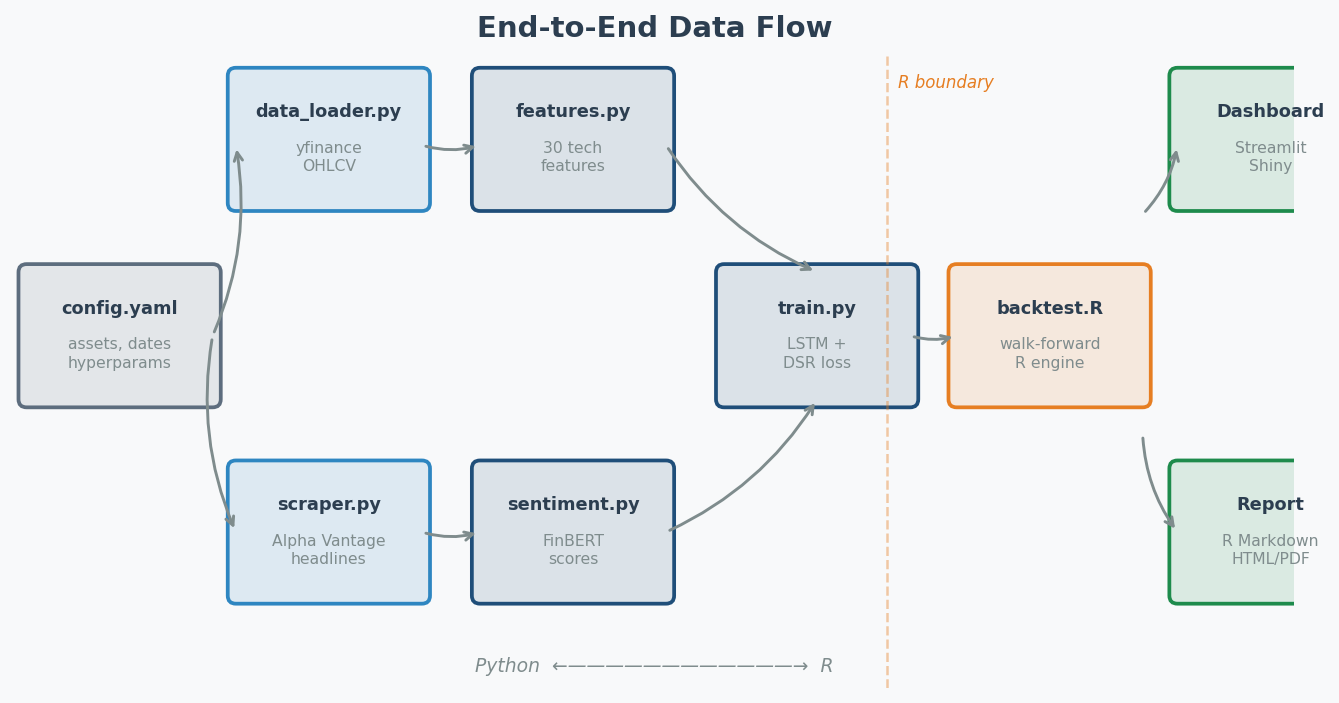 End-to-End Data Flow
R boundary
data_loader.py
yfinance
OHLCV
features.py
30 tech
features
Dashboard
Streamlit
Shiny
config.yaml
assets, dates
hyperparams
train.py
LSTM +
DSR loss
backtest.R
walk-forward
R engine
scraper.py
Alpha Vantage
headlines
sentiment.py
FinBERT
scores
Report
R Markdown
HTML/PDF
Python ←—————————————→ R